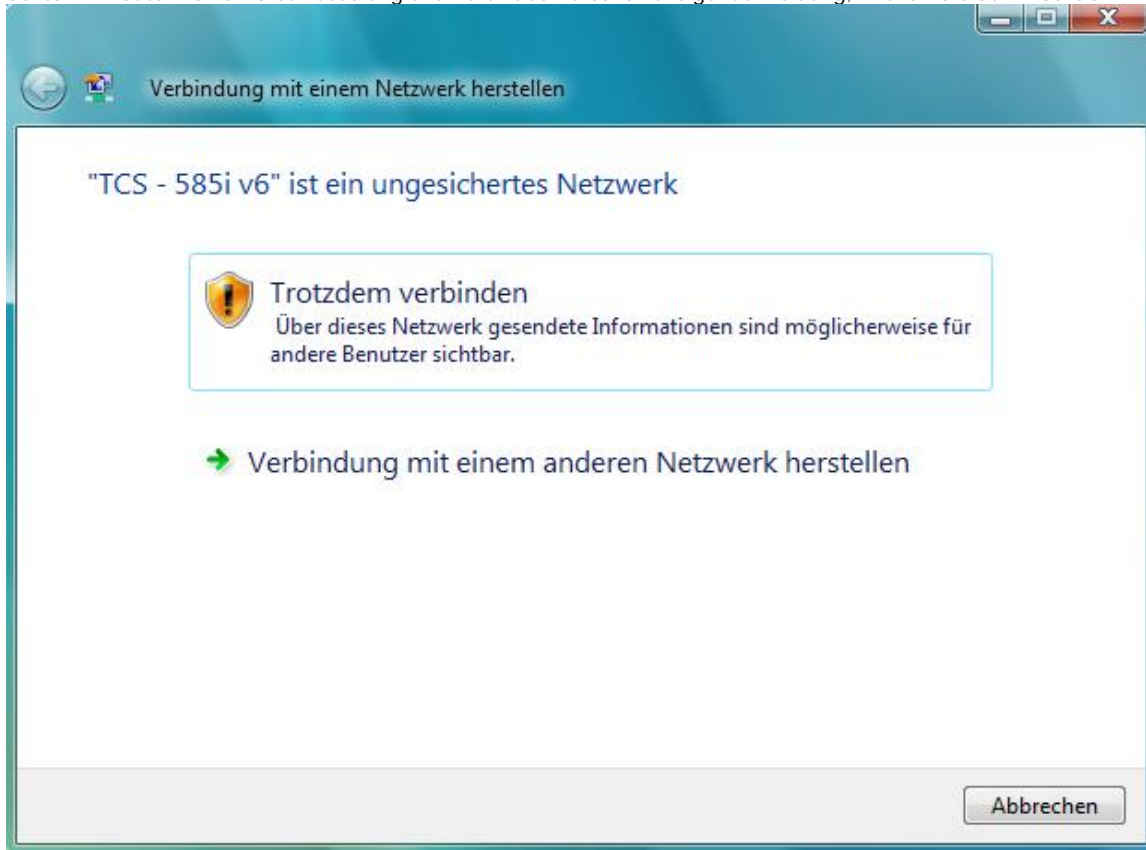 Verbindung mit einem Netzwerk herstellen
"TCS - 585i v6" ist ein ungesichertes Netzwerk
Trotzdem verbinden
Über dieses Netzwerk gesendete Informationen sind möglicherweise für
andere Benutzer sichtbar.
Verbindung mit einem anderen Netzwerk herstellen
Abbrechen